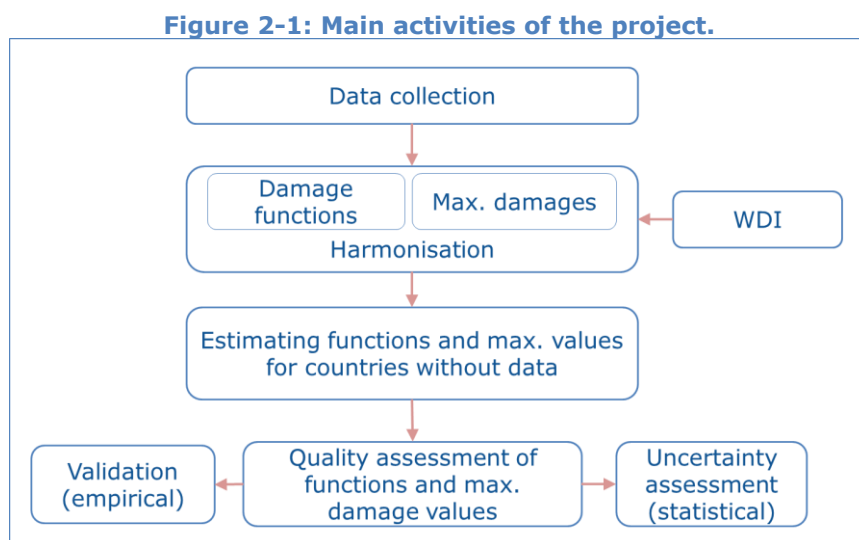 Figure 2-1: Main activities of the project.
Data collection
Damage
functions
Max. damages
Harmonisation
WDI
Estimating functions and max. values
for countries without data
Validation
(empirical)
Quality assessment of
functions and max.
damage values
Uncertainty
assessment
(statistical)